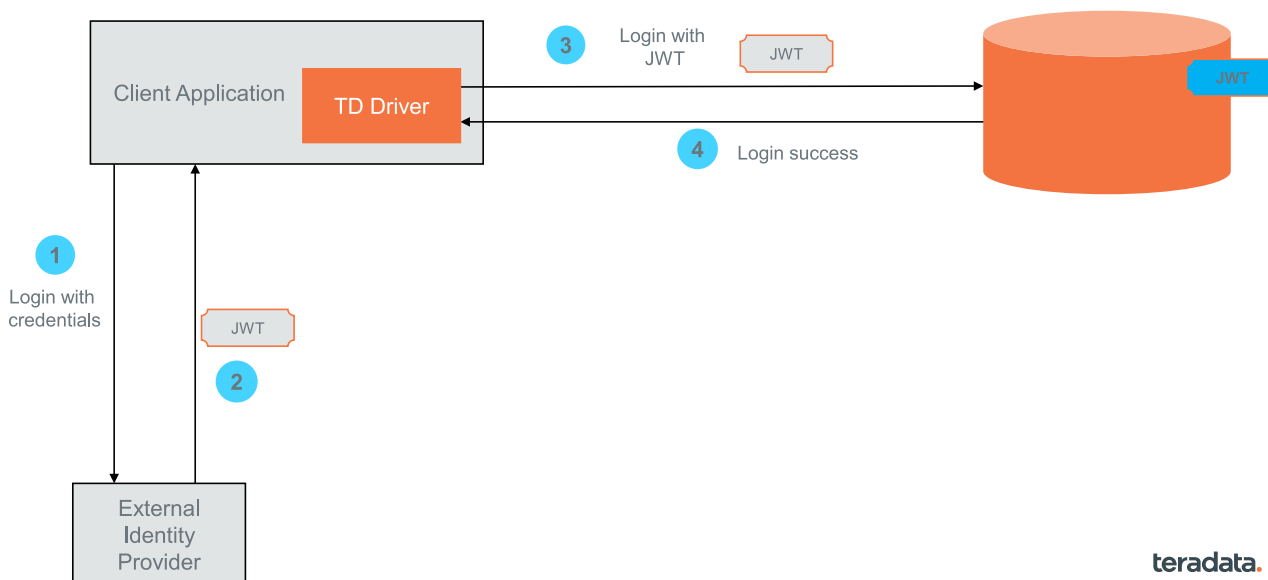 3
Login with
JWT
JWT
JWT
Client Application
TD Driver
4
Login success
1
Login with
credentials
JWT
2
External
Identity
Provider
teradata.